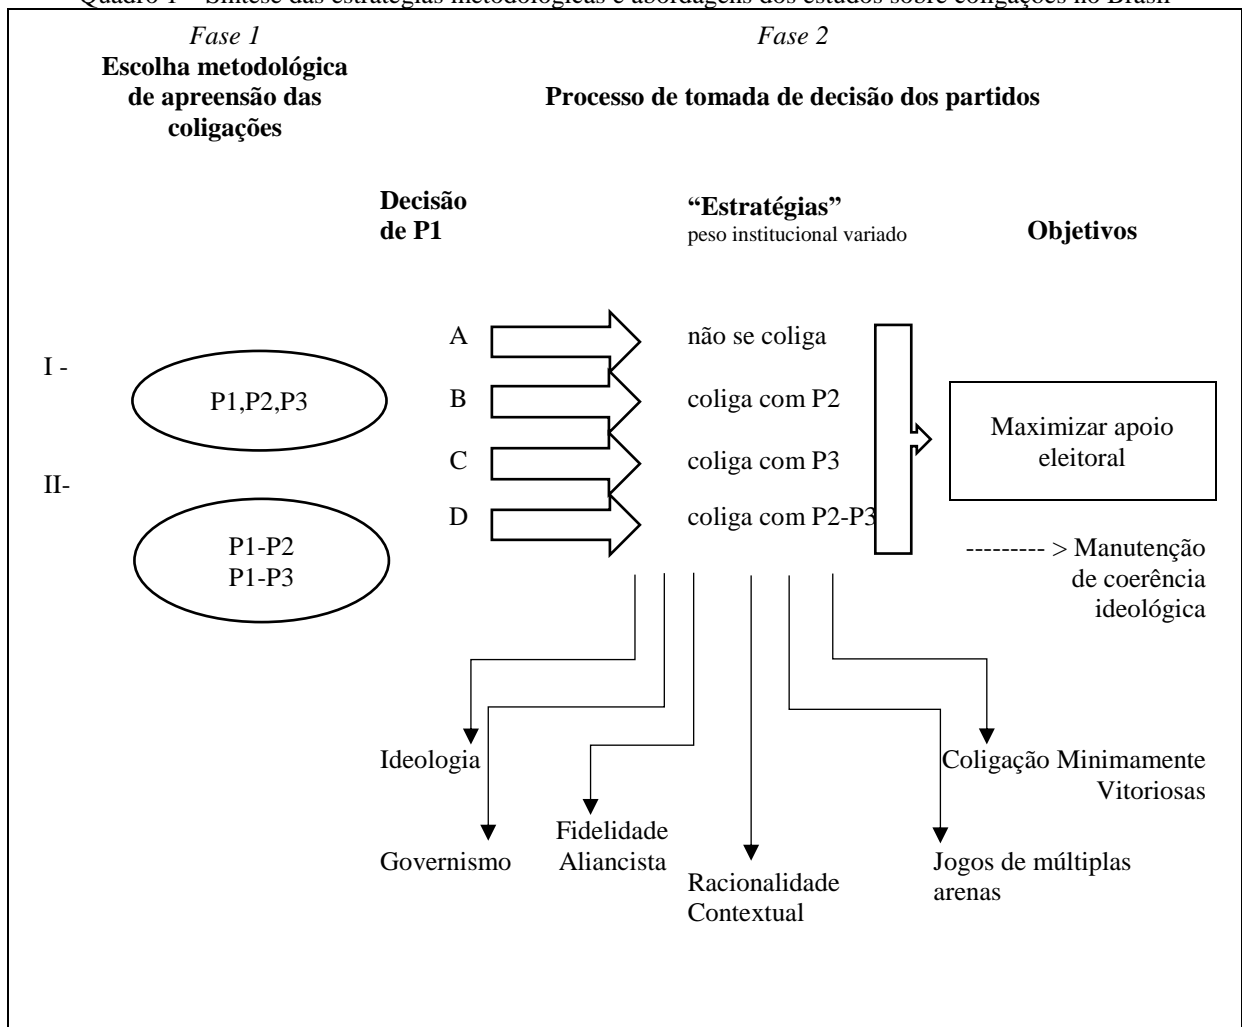 Quadro 1 – Síntese das estratégias metodológicas e abordagens dos estudos sobre coligações no Brasil
Fase 1
Escolha metodológica
de apreensão das
coligações
Fase 2
Processo de tomada de decisão dos partidos
Decisão
de P1
“Estratégias”
peso institucional variado
Objetivos
I -
P1,P2,P3
II-
P1-P2
P1-P3
A
não se coliga
B
coliga com P2
C
coliga com P3
D
coliga com P2-P3
Maximizar apoio
eleitoral
--------- > Manutenção
de coerência
ideológica
Ideologia
Governismo
Fidelidade
Aliancista
Racionalidade
Contextual
Coligação Minimamente
Vitoriosas
Jogos de múltiplas
arenas